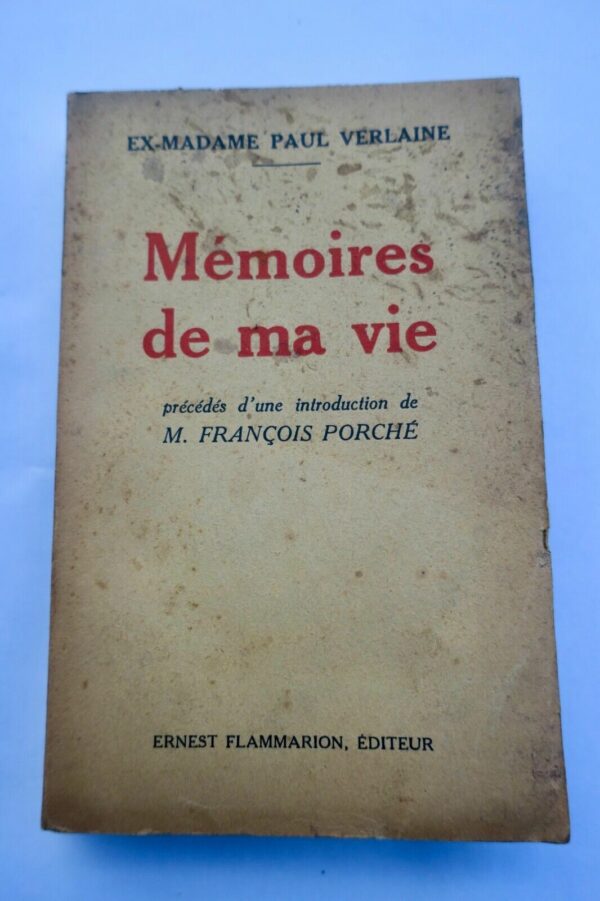 EX-MADAME PAUL VERLAINE
Mémoires
de ma vie
précédés d'une introduction de
M. FRANÇOIS PORCHÉ
ERNEST FLAMMARION, ÉDITEUR